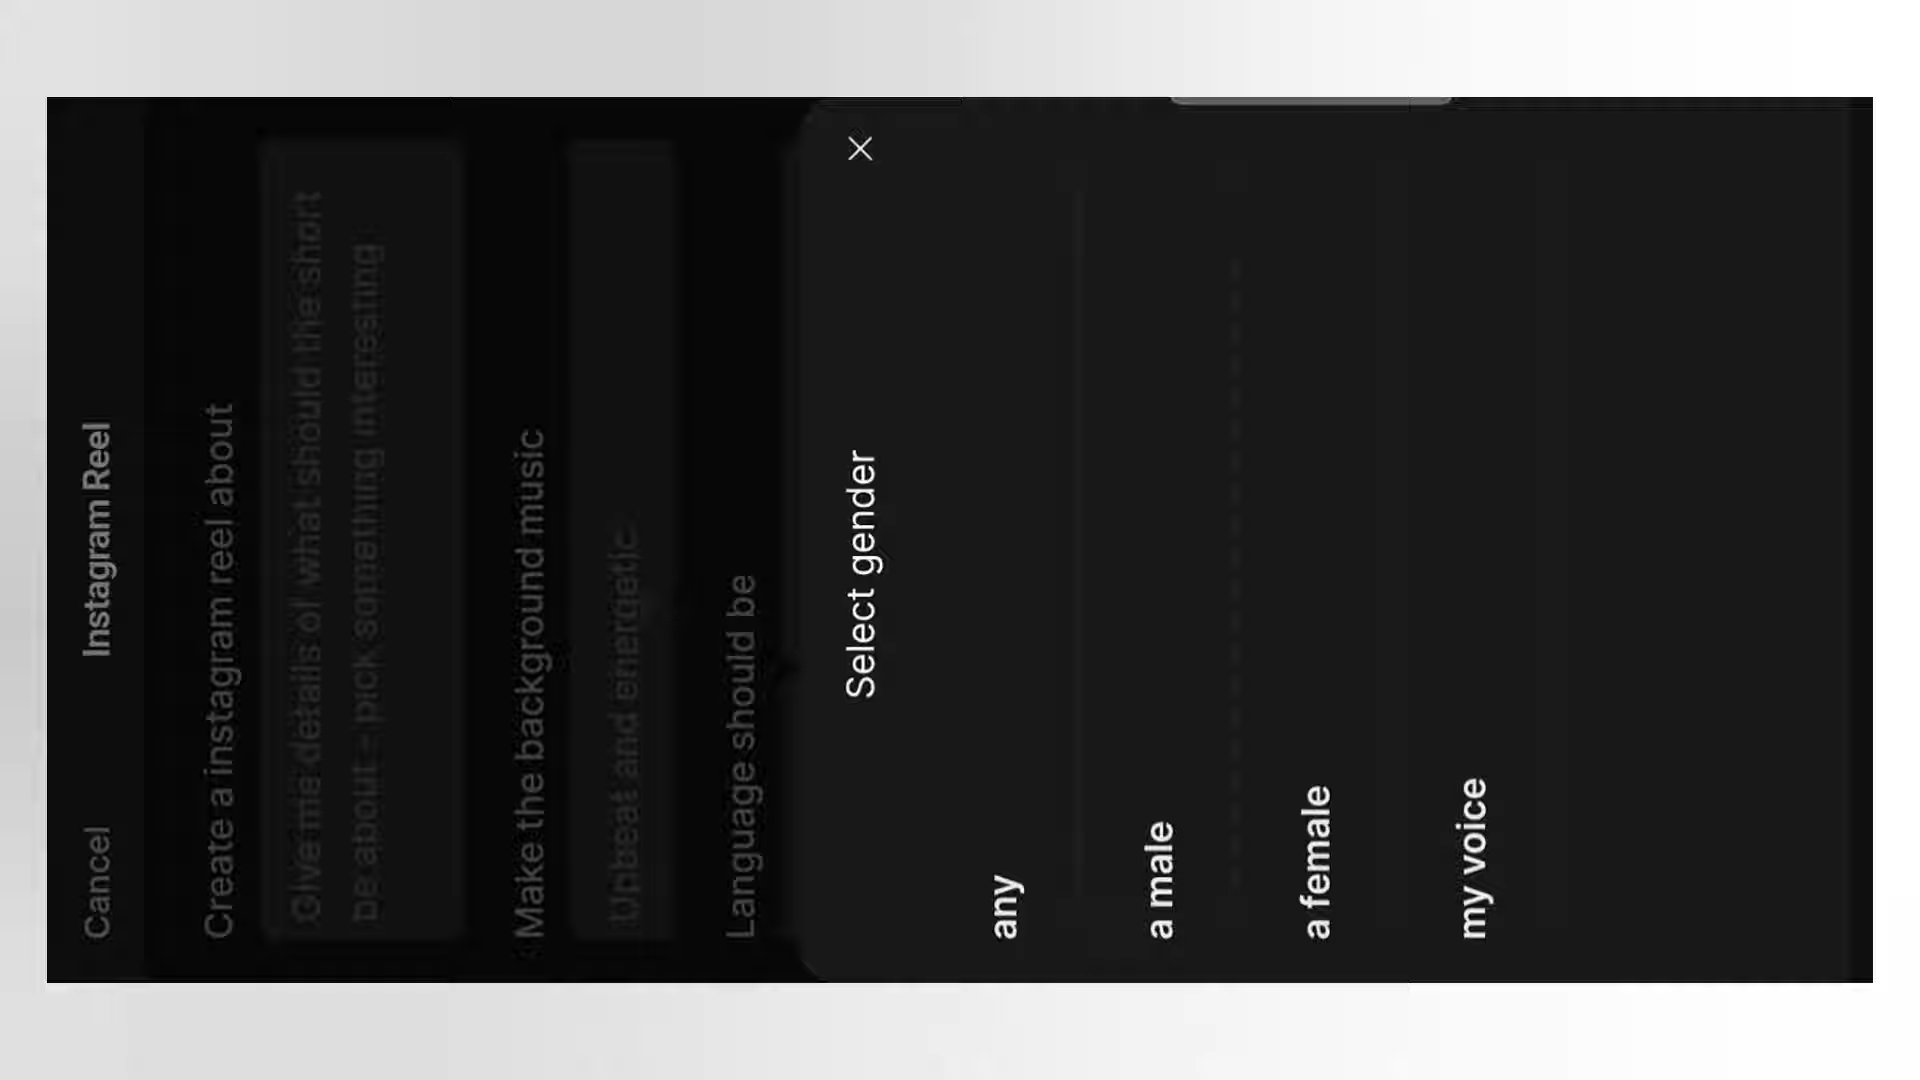 Cancel
Instagram Reel
Create a instagram reel about
Give me details of what should the short
be about - pick something interesting
Make the background music
Upbeat and energetic
Language should be
Select gender
any
a male
a female
my voice